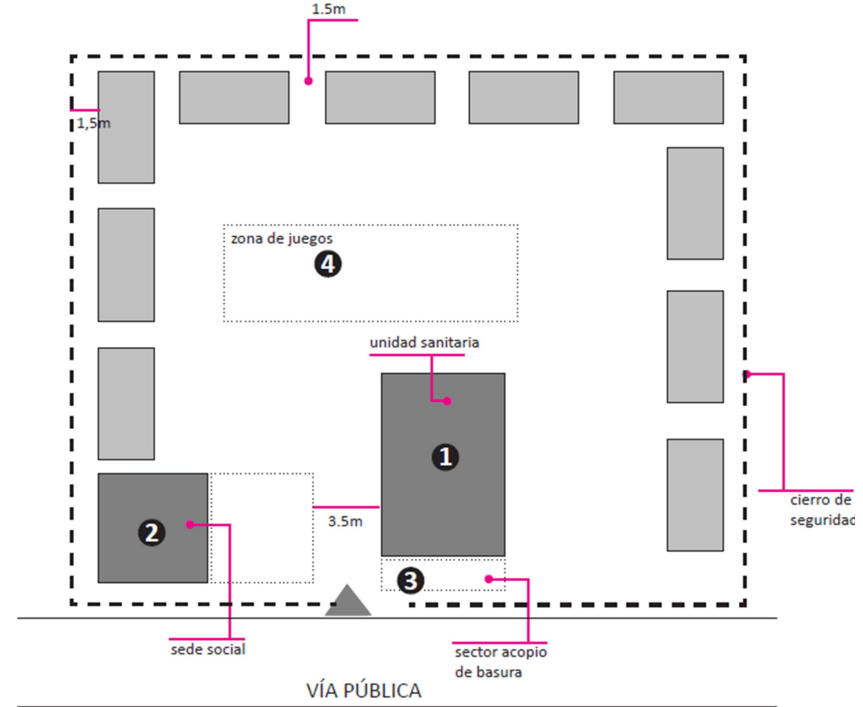 1.5m
1,5m
zona de juegos
4
unidad sanitaria
1
2
3.5m
3
cierro de
seguridad
sede social
sector acopio
de basura
VÍA PÚBLICA